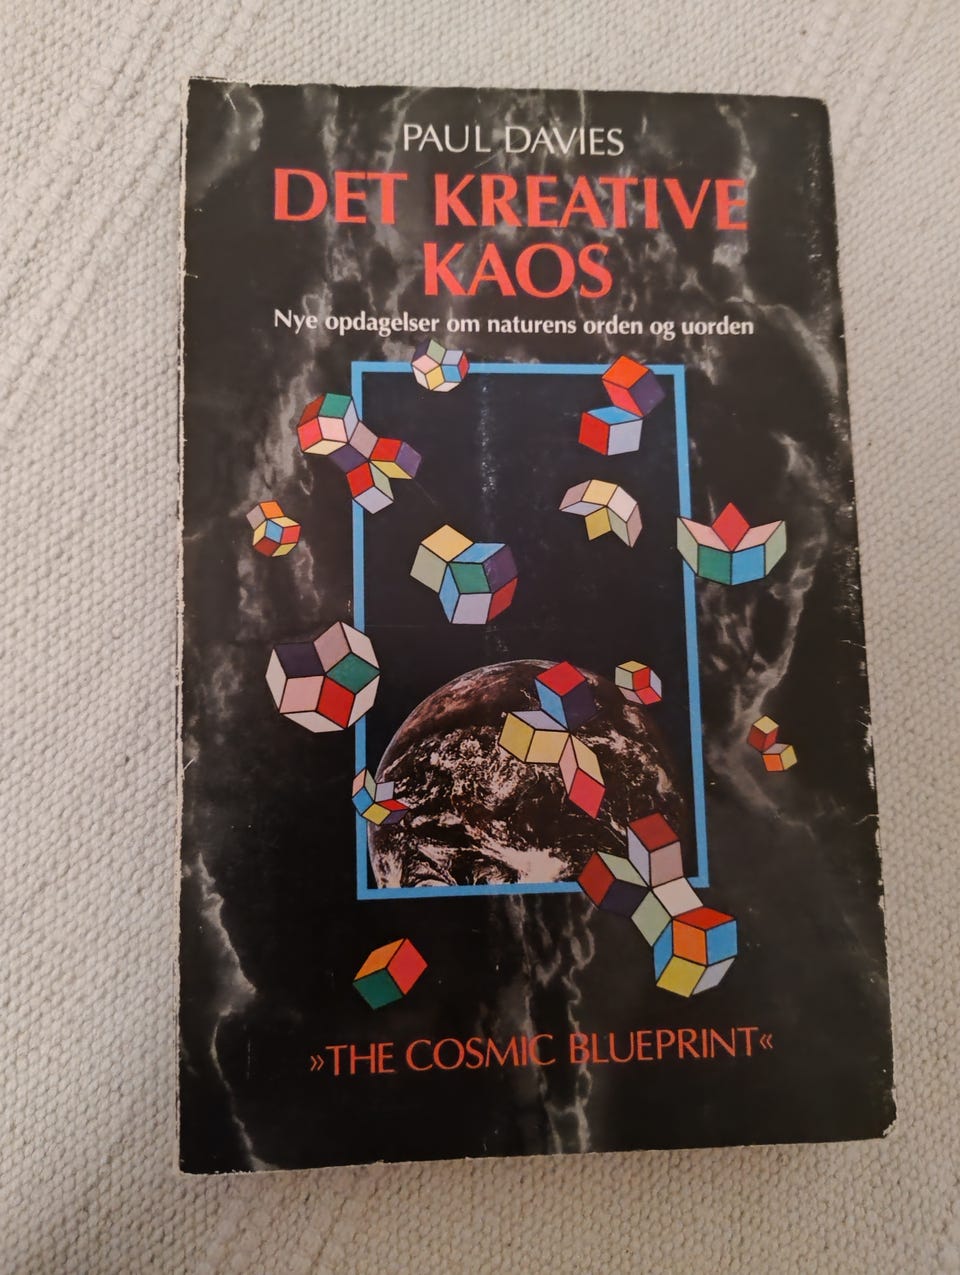 PAUL DAVIES
DET KREATIVE
KAOS
Nye opdagelser om naturens orden og uorden
»THE COSMIC BLUEPRINT«